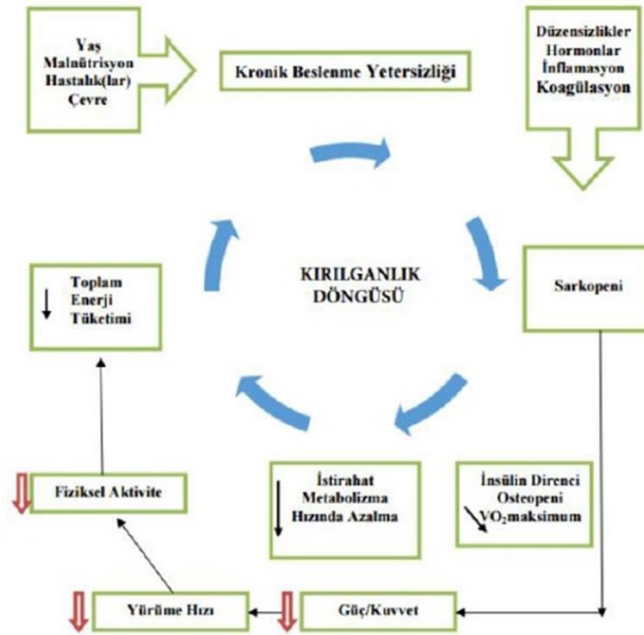 Yaş
Malnütrisyon
Hastalık(lar)
Çevre
Kronik Beslenme Yetersizliği
Düzensizlikler
Hormonlar
İnflamasyon
Koagülasyon
KIRILGANLIK
DÖNGÜSÜ
Toplam
Enerji
Tüketimi
Sarkopeni
Fiziksel Aktivite
İstirahat
Metabolizma
Hızında Azalma
İnsülin Direnci
Osteopeni
VO₂maksimum
Yürüme Hızı
Güç/Kuvvet